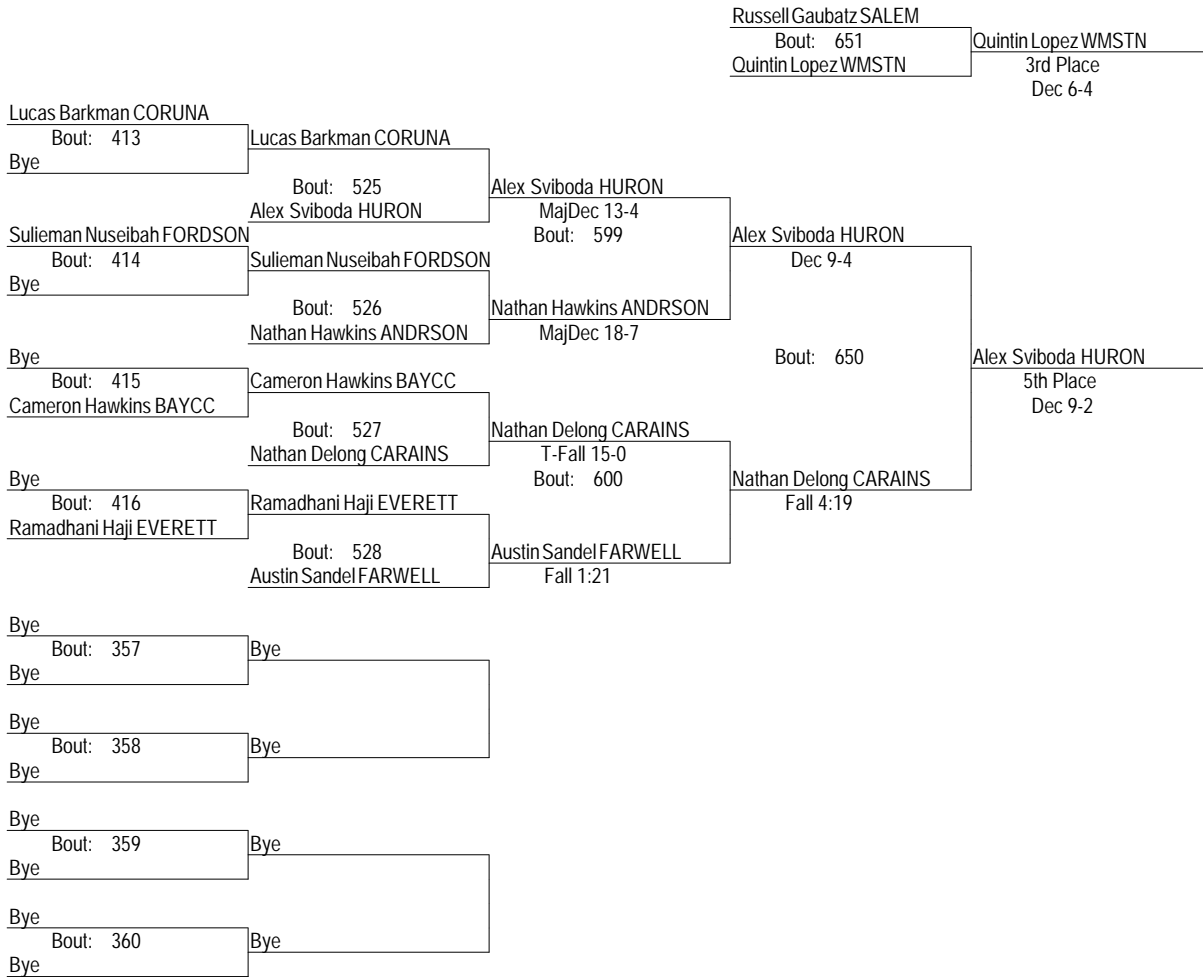 Russell Gaubatz SALEM
Bout: 651
Quintin Lopez WMSTN
Quintin Lopez WMSTN
3rd Place
Dec 6-4
Lucas Barkman CORUNA
Bout: 413
Bye
Lucas Barkman CORUNA
Bout: 525
Alex Sviboda HURON
Alex Sviboda HURON
MajDec 13-4
Bout: 599
Sulieman Nuseibah FORDSON
Bout: 414
Bye
Sulieman Nuseibah FORDSON
Bout: 526
Nathan Hawkins ANDRSON
Nathan Hawkins ANDRSON
MajDec 18-7
Alex Sviboda HURON
Dec 9-4
Bout: 650
Alex Sviboda HURON
5th Place
Dec 9-2
Bye
Bout: 415
Cameron Hawkins BAYCC
Cameron Hawkins BAYCC
Bout: 527
Nathan Delong CARAINS
Nathan Delong CARAINS
T-Fall 15-0
Bout: 600
Nathan Delong CARAINS
Fall 4:19
Bye
Bout: 416
Ramadhani Haji EVERETT
Ramadhani Haji EVERETT
Bout: 528
Austin Sandel FARWELL
Austin Sandel FARWELL
Fall 1:21
Bye
Bout: 357
Bye
Bye
Bye
Bout: 358
Bye
Bye
Bye
Bout: 359
Bye
Bye
Bye
Bout: 360
Bye
Bye